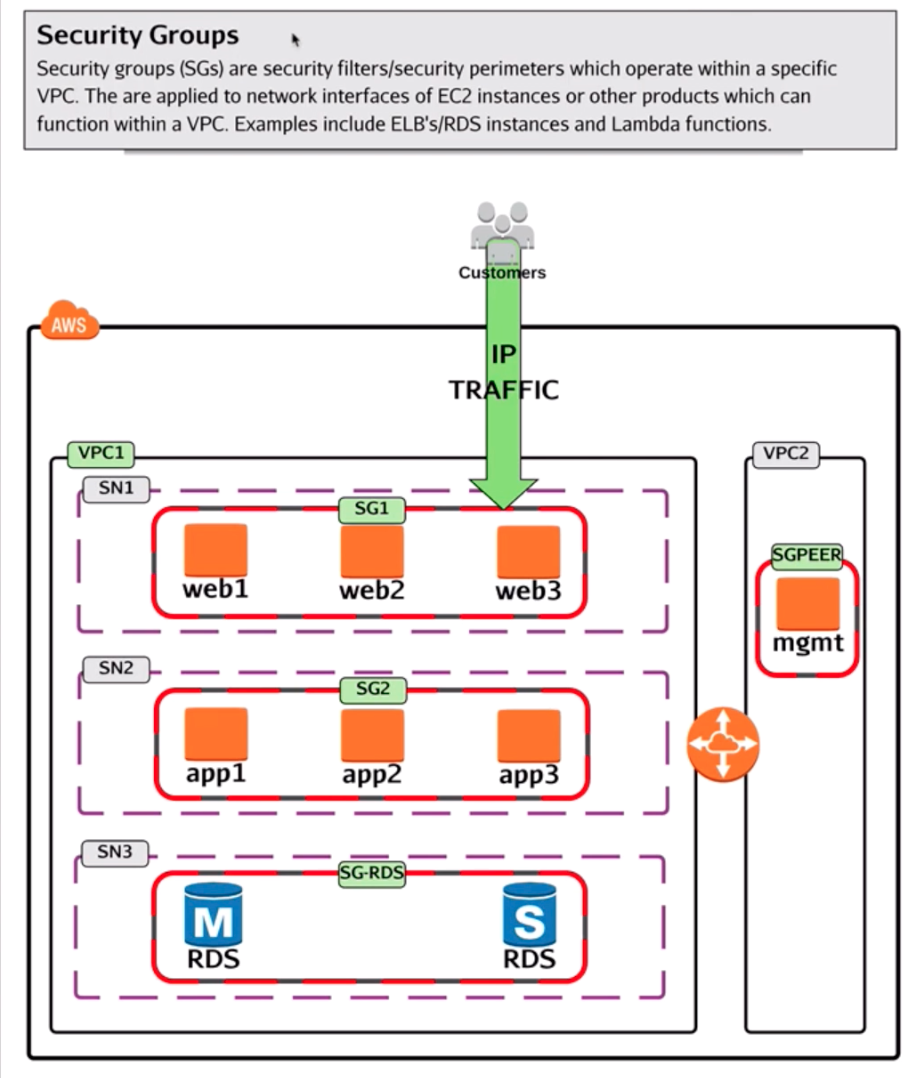 Security Groups
Security groups (SGs) are security filters/security perimeters which operate within a specific
VPC. The are applied to network interfaces of EC2 instances or other products which can
function within a VPC. Examples include ELB's/RDS instances and Lambda functions.
Customers
AWS
IP
TRAFFIC
VPC1
VPC2
SN1
SG1
web1
web2
web3
SGPEER
mgmt
SN2
SG2
app1
app2
app3
SN3
SG-RDS
M
S
RDS
RDS